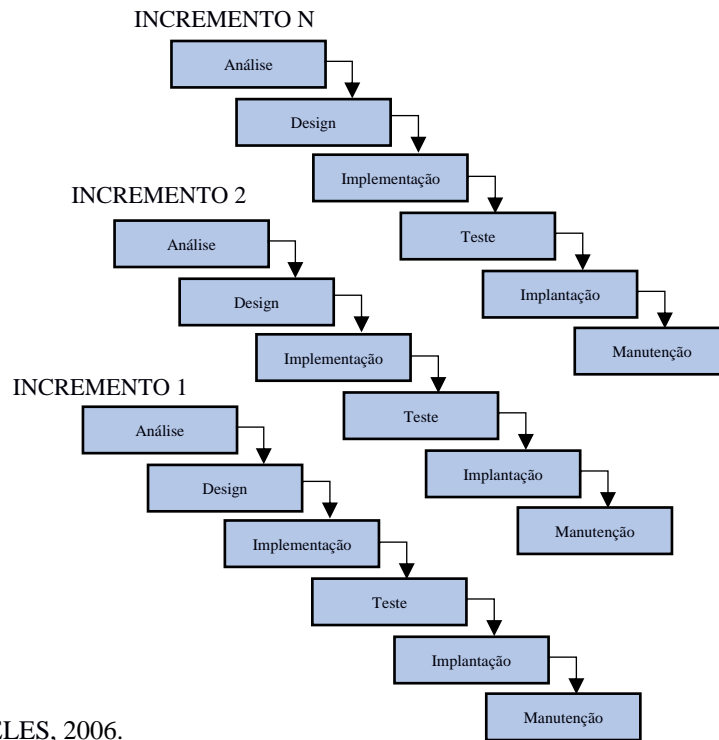 INCREMENTO N
Análise
Design
Implementação
Teste
Implantação
Manutenção
INCREMENTO 2
Análise
Design
Implementação
Teste
Implantação
Manutenção
INCREMENTO 1
Análise
Design
Implementação
Teste
Implantação
Manutenção
ELES, 2006.